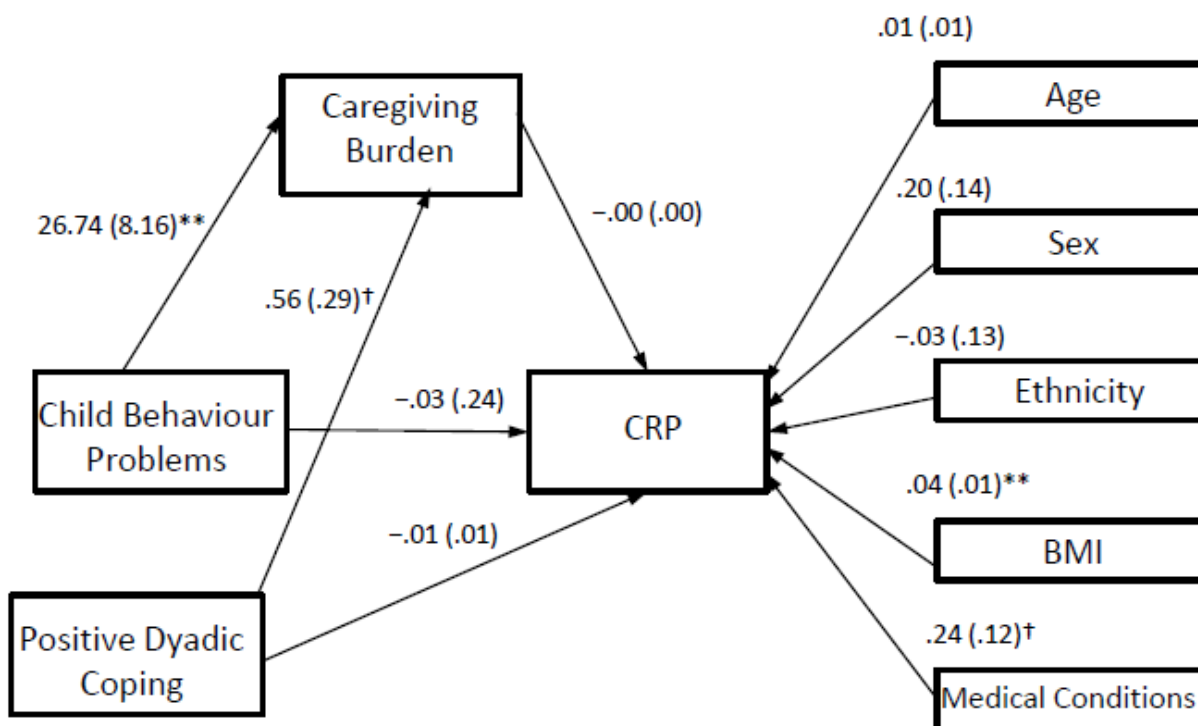 .01 (.01)
Age
Caregiving
Burden
.20 (.14)
−.00 (.00)
Sex
26.74 (8.16)**
.56 (.29)†
−.03 (.13)
Ethnicity
Child Behaviour
Problems
−.03 (.24)
CRP
.04 (.01)**
−.01 (.01)
BMI
Positive Dyadic
Coping
.24 (.12)†
Medical Conditions